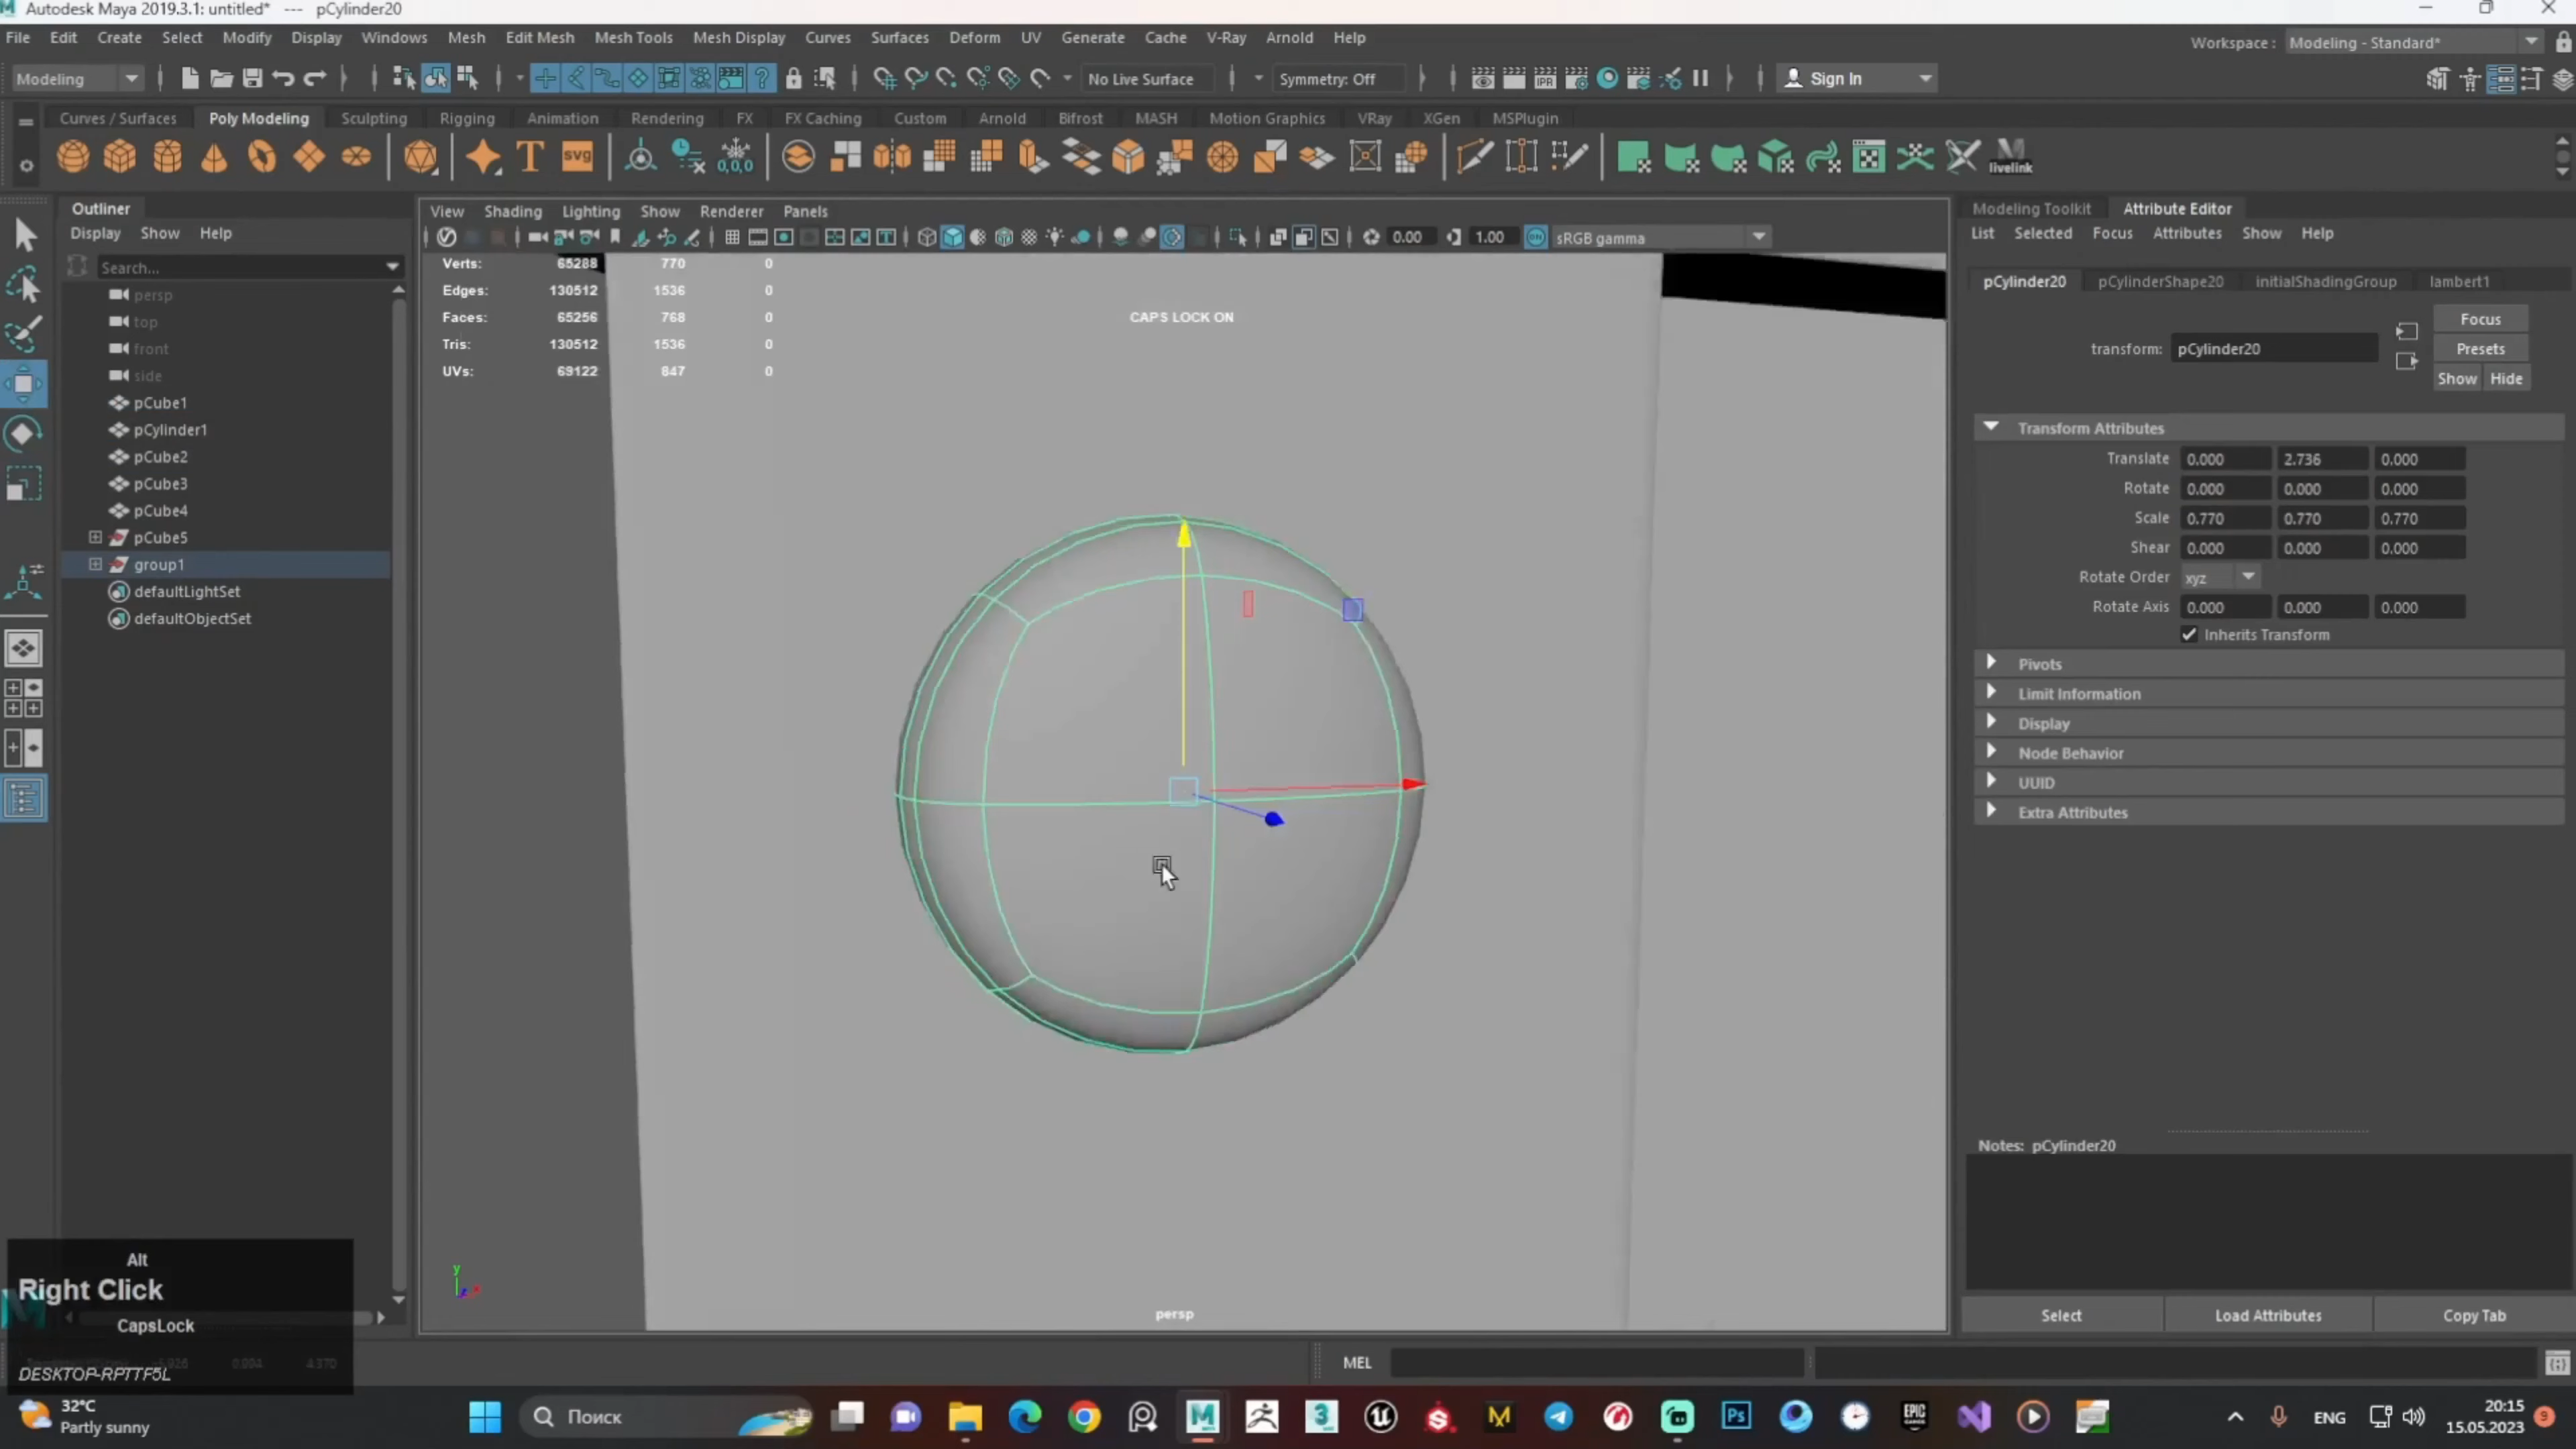 Autodesk Maya 2019.3.1: untitled* --- pCylinder20
File Edit Create Select Modify Display Windows Mesh Edit Mesh Mesh Tools Mesh Display Curves Surfaces Deform UV Generate Cache V-Ray Arnold Help
Workspace : Modeling - Standard*
Modeling No Live Surface Symmetry: Off IPR Sign In
Curves / Surfaces Poly Modeling Sculpting Rigging Animation Rendering FX FX Caching Custom Arnold Bifrost MASH Motion Graphics VRay XGen MSPlugin
T svg 0,0,0 livelink
Outliner
Display Show Help
Search...
persp
top
front
side
pCube1
pCylinder1
pCube2
pCube3
pCube4
pCube5
group1
defaultLightSet
defaultObjectSet
View Shading Lighting Show Renderer Panels
0.00 1.00 ON sRGB gamma
Verts: 65288 770 0
Edges: 130512 1536 0
Faces: 65256 768 0
Tris: 130512 1536 0
UVs: 69122 847 0
CAPS LOCK ON
y
persp
Modeling Toolkit Attribute Editor
List Selected Focus Attributes Show Help
pCylinder20 pCylinderShape20 initialShadingGroup lambert1
Focus
transform: pCylinder20 Presets
Show Hide
Transform Attributes
Translate 0.000 2.736 0.000
Rotate 0.000 0.000 0.000
Scale 0.770 0.770 0.770
Shear 0.000 0.000 0.000
Rotate Order xyz
Rotate Axis 0.000 0.000 0.000
Inherits Transform
Pivots
Limit Information
Display
Node Behavior
UUID
Extra Attributes
Notes: pCylinder20
Select Load Attributes Copy Tab
Alt
Right Click
CapsLock
DESKTOP-RPTTF5L
MEL
32°C
Partly sunny
Поиск
ENG
20:15
15.05.2023
9